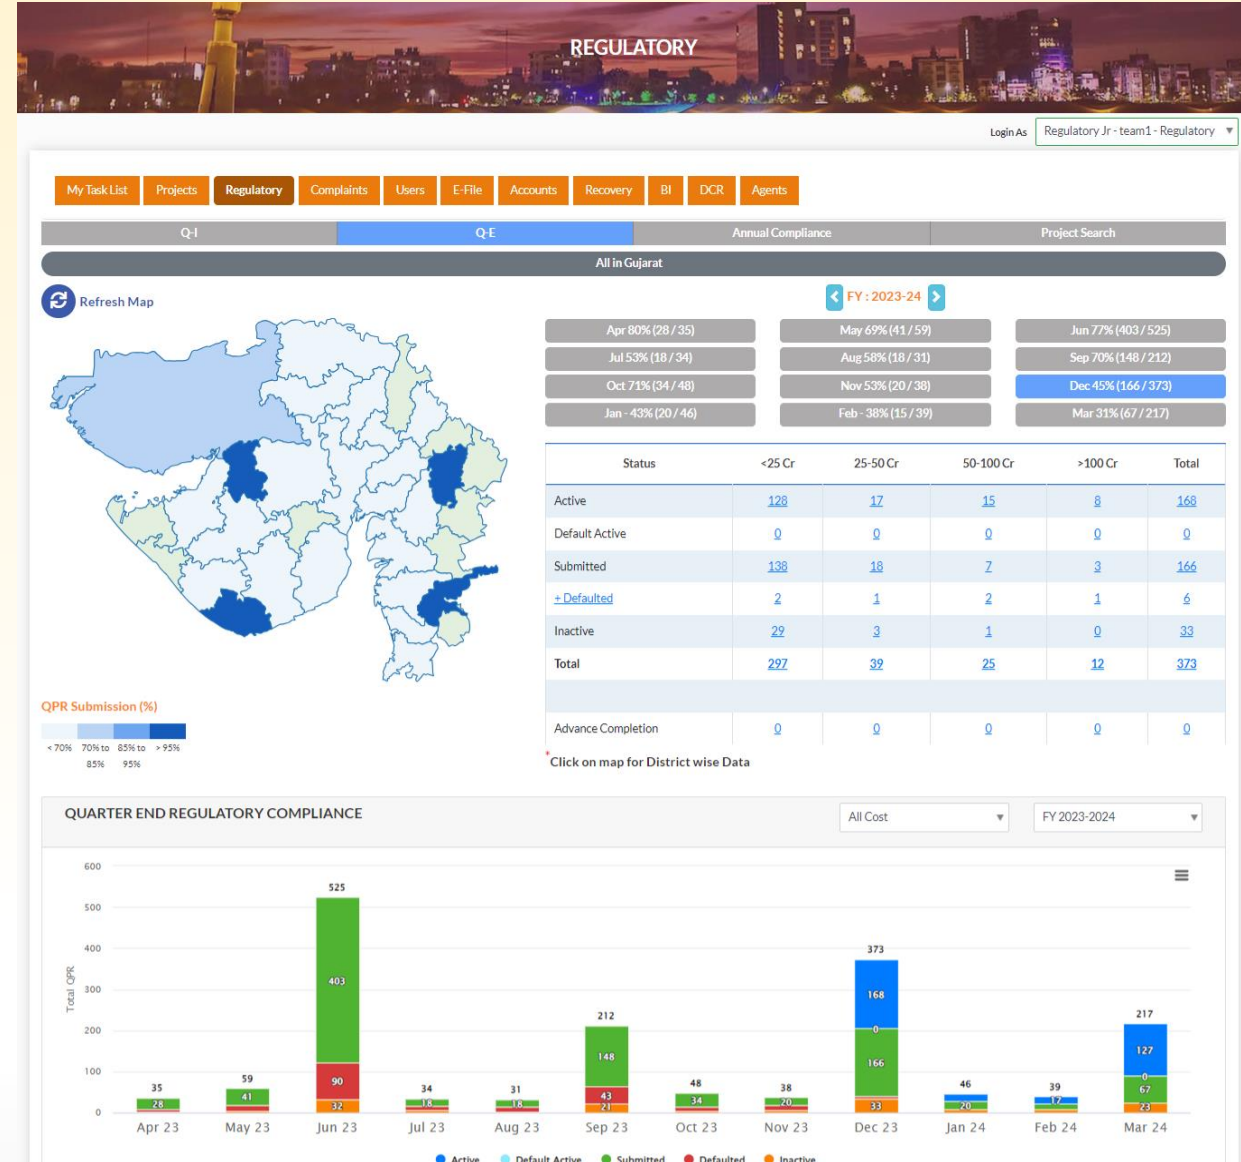 REGULATORY
Login As Regulatory Jr - team1 - Regulatory
My Task List Projects Regulatory Complaints Users E-File Accounts Recovery BI DCR Agents
Q-I Q-E Annual Compliance Project Search
All in Gujarat
Refresh Map
FY : 2023-24
Apr 80% (28 / 35) May 69% (41 / 59) Jun 77% (403 / 525)
Jul 53% (18 / 34) Aug 58% (18 / 31) Sep 70% (148 / 212)
Oct 71% (34 / 48) Nov 53% (20 / 38) Dec 45% (166 / 373)
Jan - 43% (20 / 46) Feb - 38% (15 / 39) Mar 31% (67 / 217)
Status <25 Cr 25-50 Cr 50-100 Cr >100 Cr Total
Active 128 17 15 8 168
Default Active 0 0 0 0 0
Submitted 138 18 7 3 166
+ Defaulted 2 1 2 1 6
Inactive 29 3 1 0 33
Total 297 39 25 12 373
Advance Completion 0 0 0 0 0
*Click on map for District wise Data
QPR Submission (%)
< 70% 70% to 85% to > 95%
85% 95%
QUARTER END REGULATORY COMPLIANCE
All Cost FY 2023-2024
Total QPR
600
500
400
300
200
100
0
35
28
59
41
525
403
90
32
34
18
31
18
212
148
43
21
48
34
38
20
373
168
0
166
33
46
20
39
17
217
127
0
67
23
Apr 23 May 23 Jun 23 Jul 23 Aug 23 Sep 23 Oct 23 Nov 23 Dec 23 Jan 24 Feb 24 Mar 24
Active Default Active Submitted Defaulted Inactive